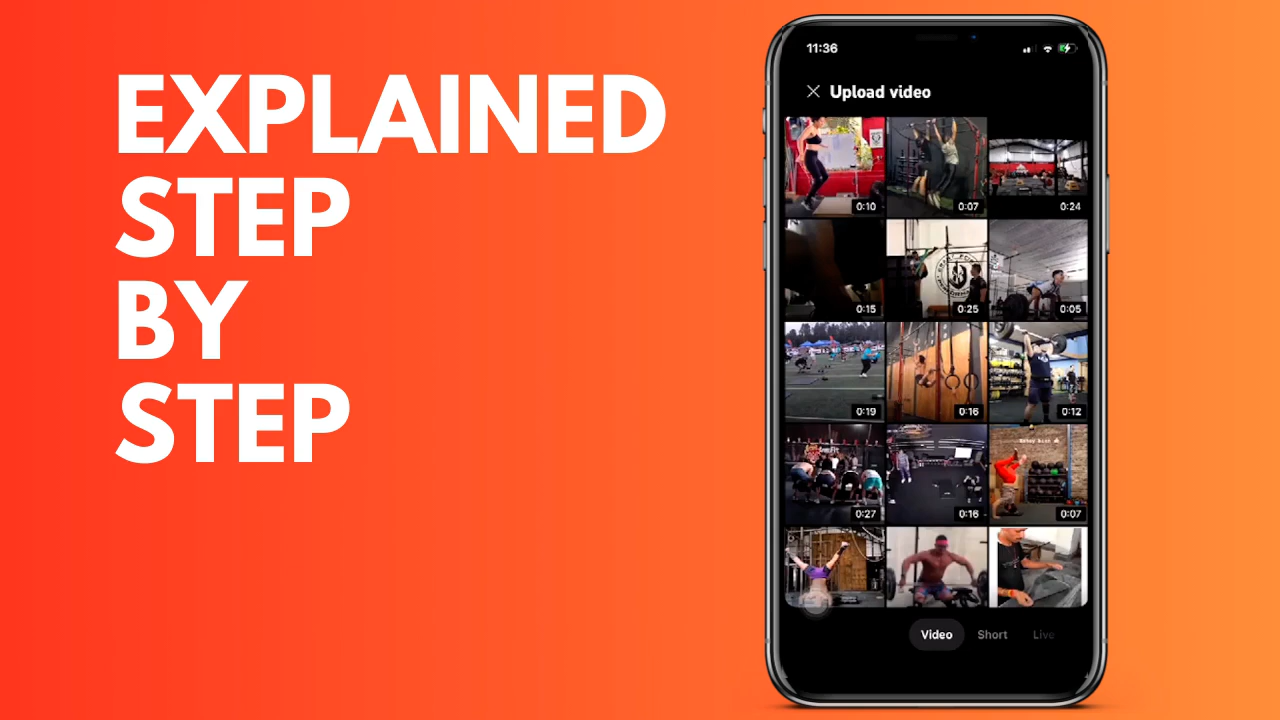 EXPLAINED
STEP
BY
STEP
11:36
Upload video
0:10
0:07
0:24
0:15
0:25
0:05
0:19
0:16
0:12
0:27
0:16
0:07
Video
Short
Live